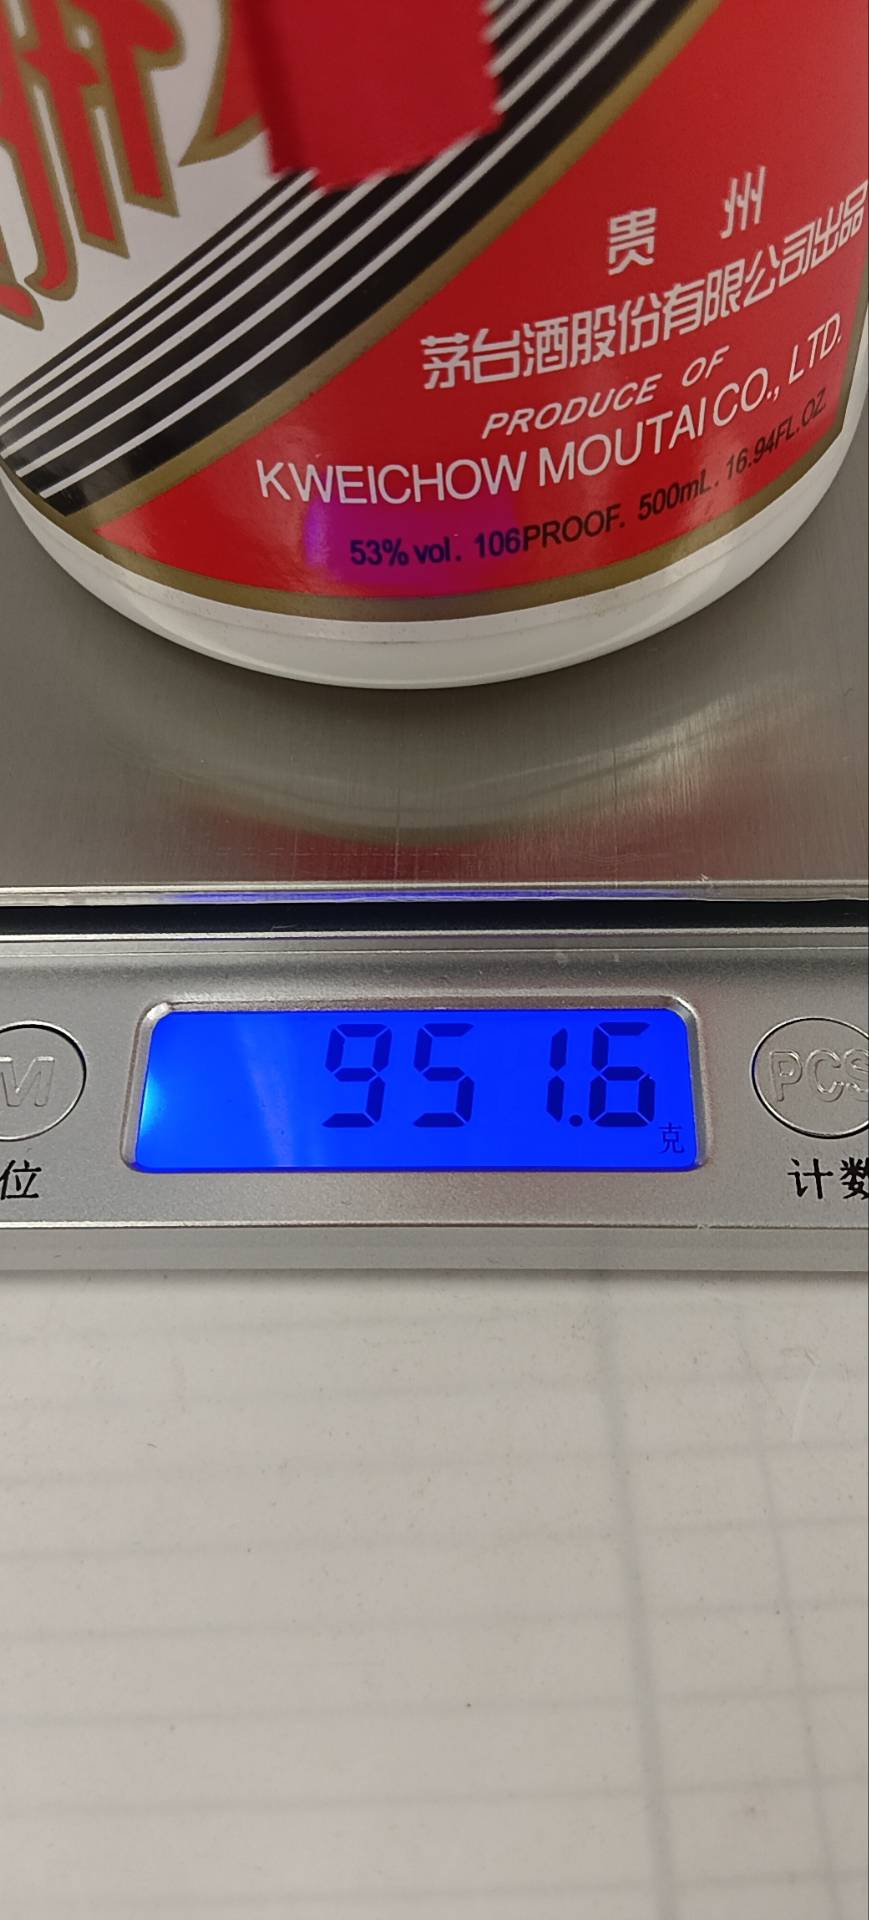 贵州
茅台酒股份有限公司出品
PRODUCE OF
KWEICHOW MOUTAI CO., LTD.
53% vol. 106PROOF. 500mL. 16.94FL.OZ.
951.6
克
M
PCS
位
计数